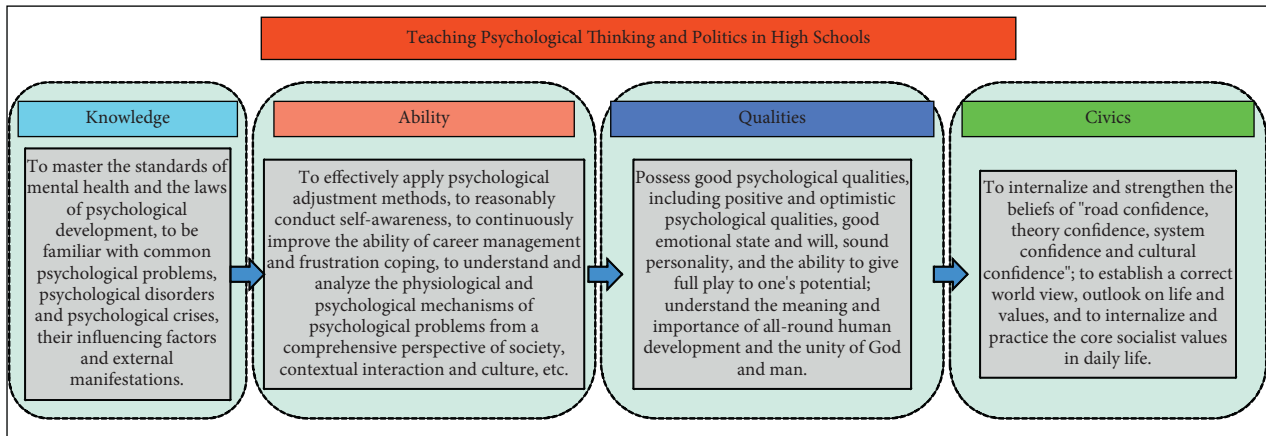 Teaching Psychological Thinking and Politics in High Schools
Knowledge
To master the standards of
mental health and the laws
of psychological
development, to be
familiar with common
psychological problems,
psychological disorders
and psychological crises,
their influencing factors
and external
manifestations.
Ability
To effectively apply psychological
adjustment methods, to reasonably
conduct self-awareness, to continuously
improve the ability of career management
and frustration coping, to understand and
analyze the physiological and
psychological mechanisms of
psychological problems from a
comprehensive perspective of society,
contextual interaction and culture, etc.
Qualities
Possess good psychological qualities,
including positive and optimistic
psychological qualities, good
emotional state and will, sound
personality, and the ability to give
full play to one's potential;
understand the meaning and
importance of all-round human
development and the unity of God
and man.
Civics
To internalize and strengthen the
beliefs of "road confidence,
theory confidence, system
confidence and cultural
confidence"; to establish a correct
world view, outlook on life and
values, and to internalize and
practice the core socialist values
in daily life.